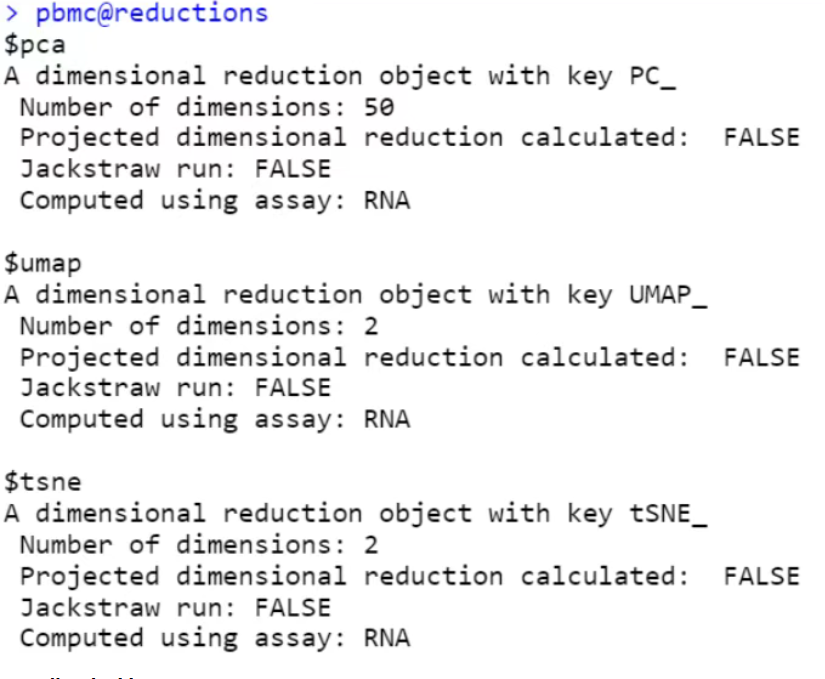 > pbmc@reductions
$pca
A dimensional reduction object with key PC_
 Number of dimensions: 50
 Projected dimensional reduction calculated:  FALSE
 Jackstraw run: FALSE
 Computed using assay: RNA

$umap
A dimensional reduction object with key UMAP_
 Number of dimensions: 2
 Projected dimensional reduction calculated:  FALSE
 Jackstraw run: FALSE
 Computed using assay: RNA

$tsne
A dimensional reduction object with key tSNE_
 Number of dimensions: 2
 Projected dimensional reduction calculated:  FALSE
 Jackstraw run: FALSE
 Computed using assay: RNA